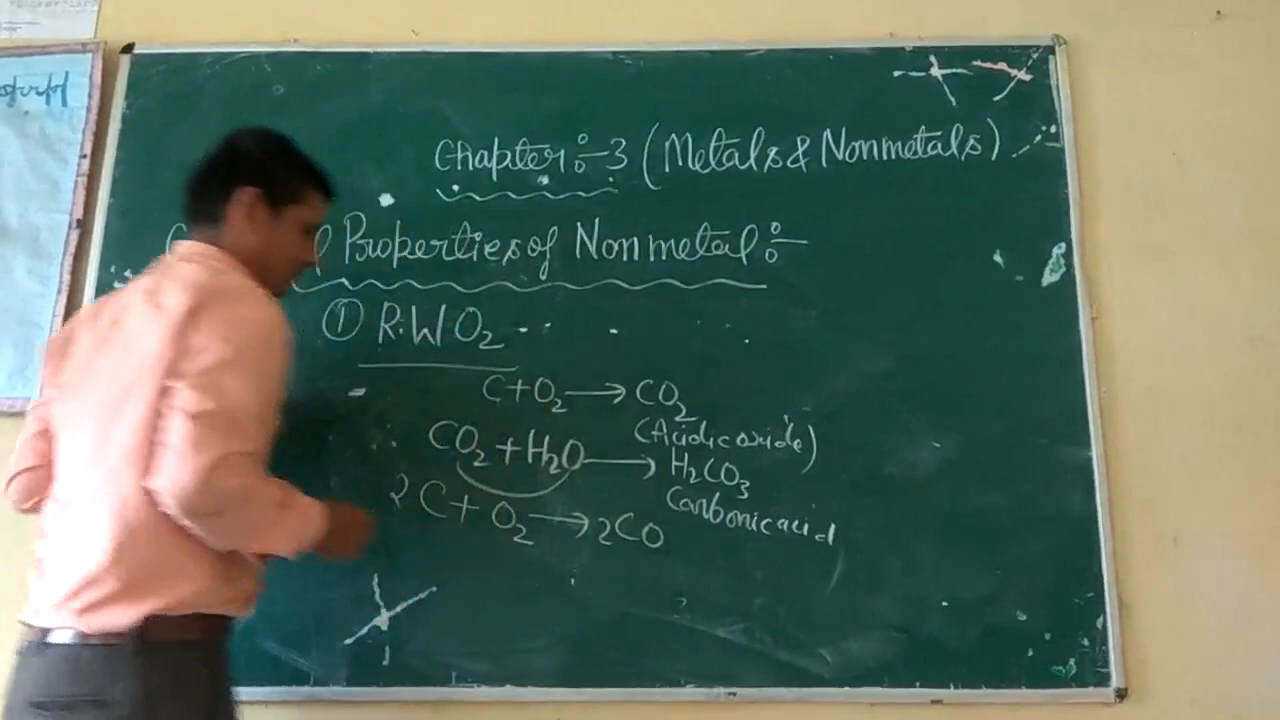 Chapter:-3 (Metals & Nonmetals)
Properties of Nonmetal:-
① R.W O₂
C+O₂⟶CO₂
(Acidic oxide)
CO₂+H₂O⟶H₂CO₃
Carbonic acid
2C+O₂⟶2CO